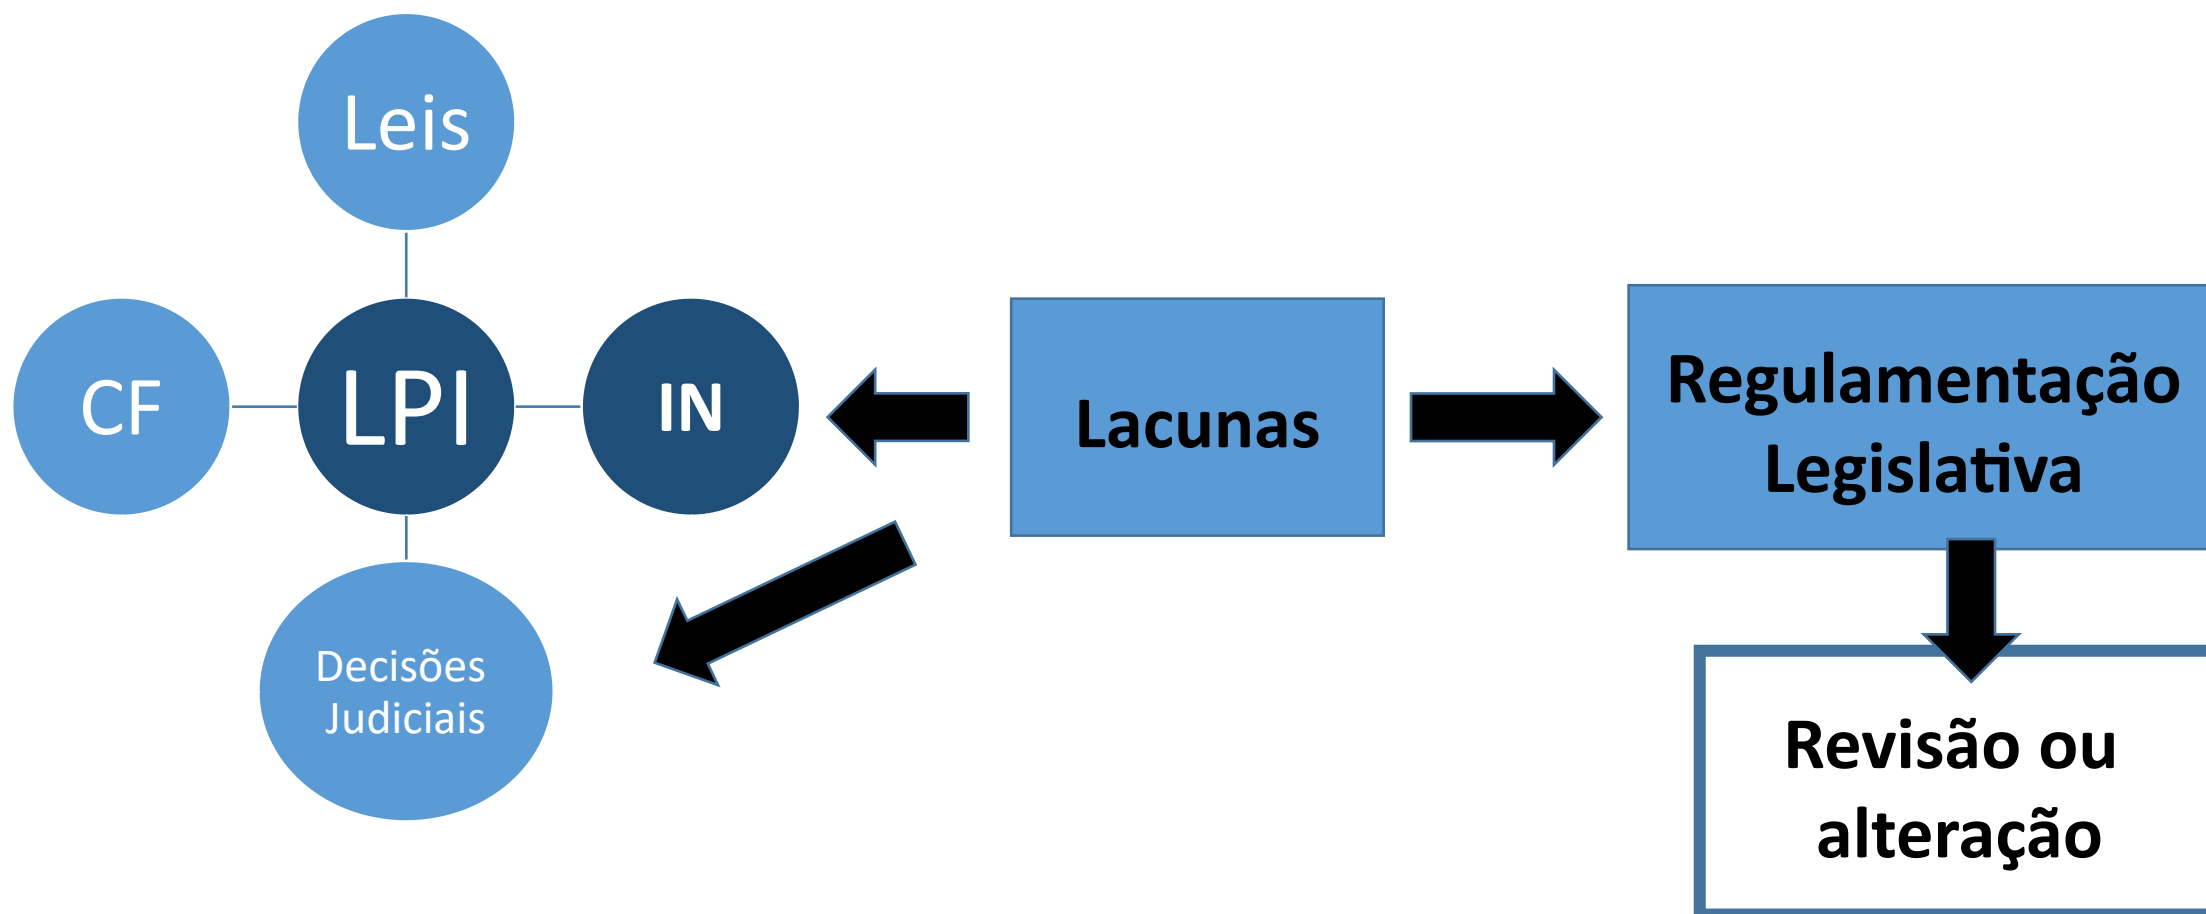 Leis
CF
LPI
IN
Decisões
Judiciais
Lacunas
Regulamentação
Legislativa
Revisão ou
alteração